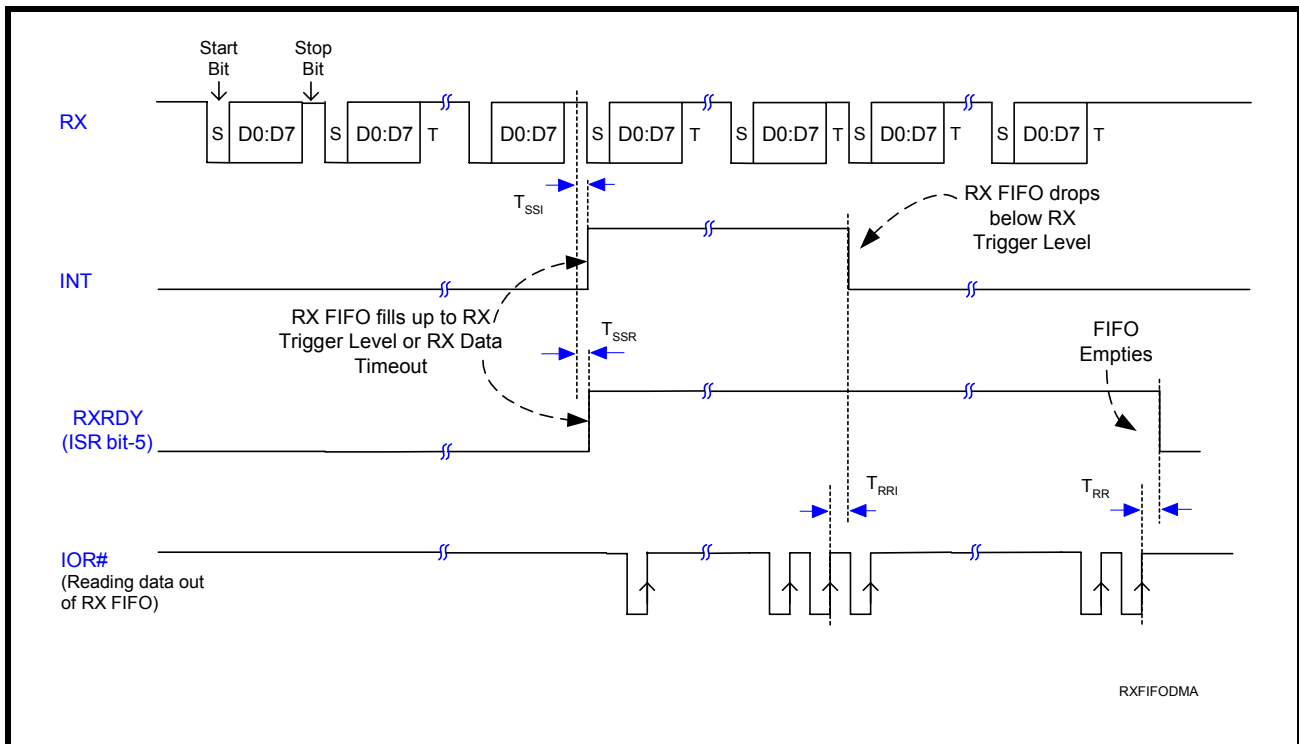 Start
Bit
Stop
Bit
RX
S D0:D7 S D0:D7 T D0:D7 S D0:D7 T S D0:D7 T S D0:D7 T S D0:D7 T
TSSI
RX FIFO drops
below RX
Trigger Level
INT
RX FIFO fills up to RX
Trigger Level or RX Data
Timeout
TSSR
FIFO
Empties
RXRDY
(ISR bit-5)
TRRI
TRR
IOR#
(Reading data out
of RX FIFO)
RXFIFODMA